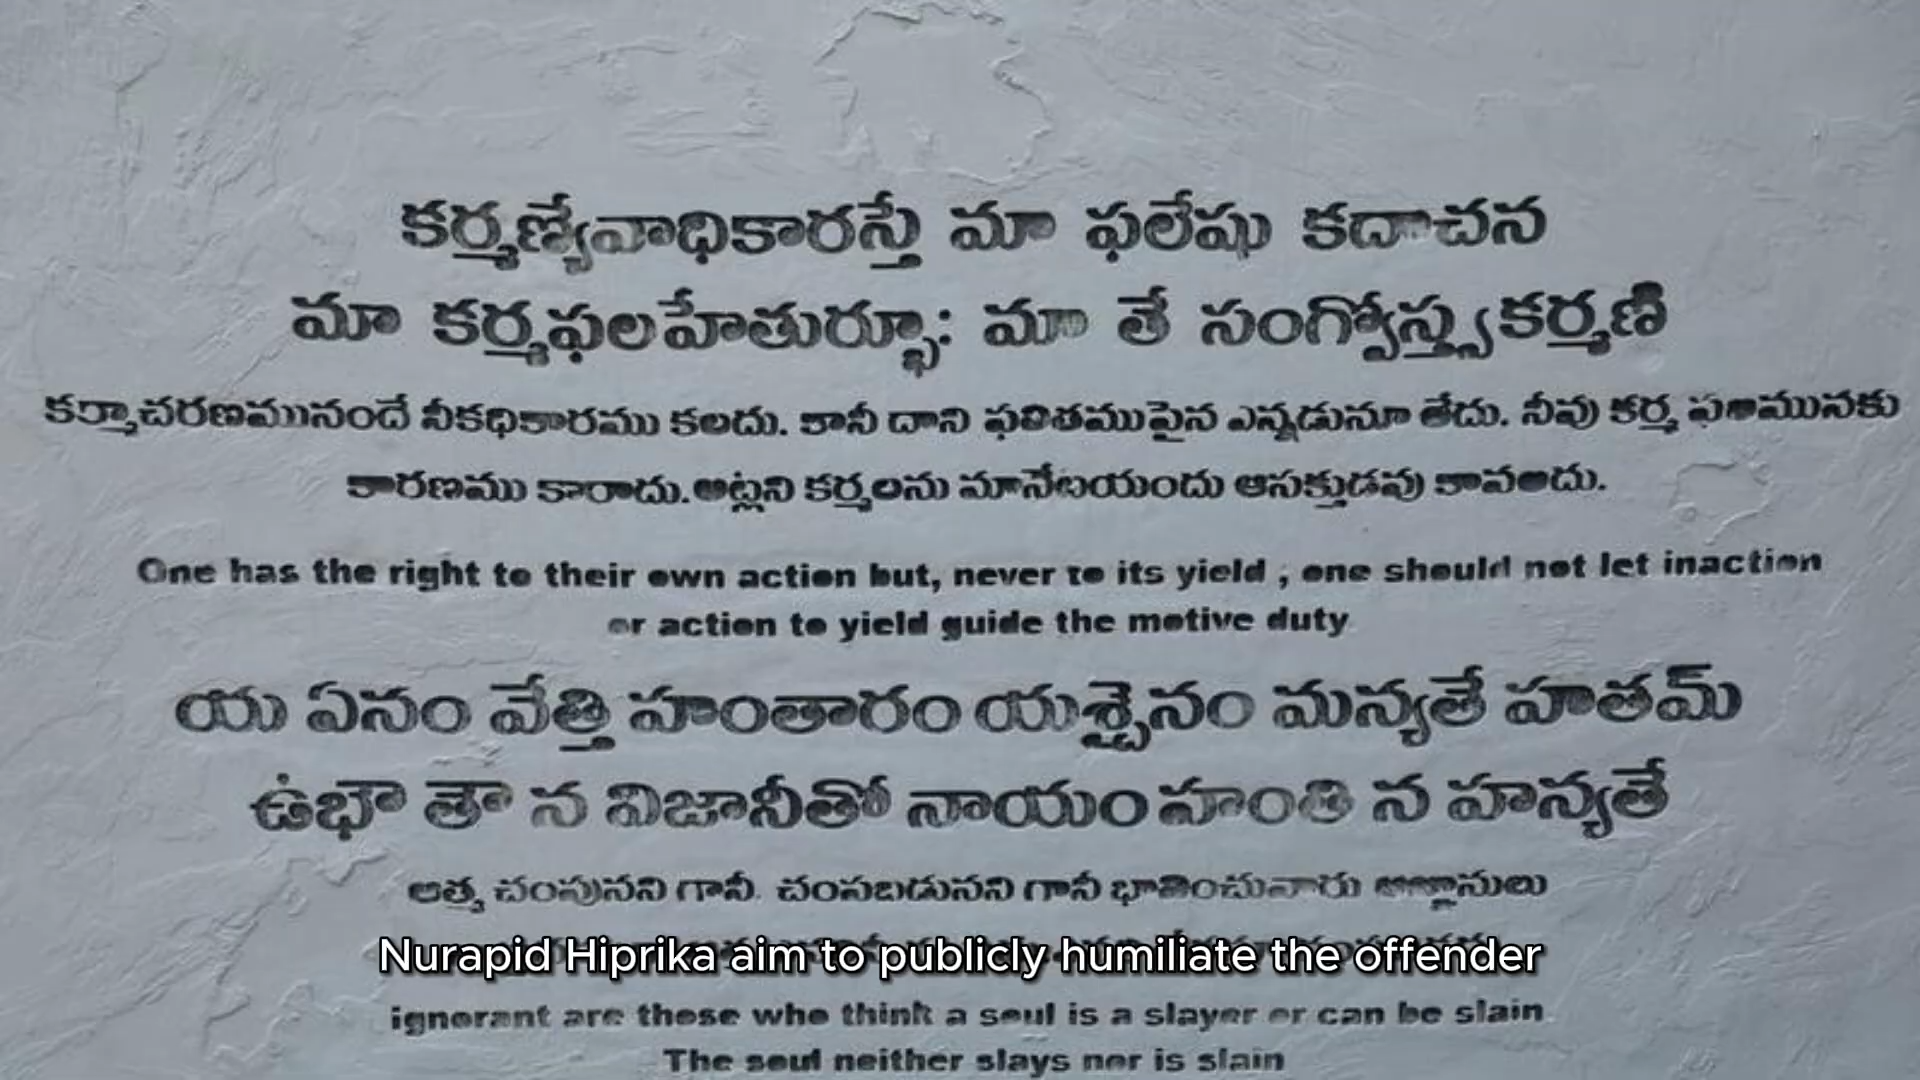 కర్మణ్యేవాధికారస్తే మా ఫలేషు కదాచన
మా కర్మఫలహేతుర్భూః మా తే సంగ్వోస్త్వకర్మణి
కర్మాచరణమునందే నీకధికారము కలదు. కానీ దాని ఫలితముపైన ఎన్నడునూ లేదు. నీవు కర్మ ఫలమునకు
కారణము కారాదు. అట్లని కర్మలను మానేలయందు ఆసక్తుడవు కావలదు.
One has the right to their own action but, never to its yield ; one should not let inaction
or action to yield guide the motive duty
యు ఏనం వేత్తి హంతారం యశ్చైనం మన్యతే హతమ్
ఉభౌ తౌ న విజానీతో నాయం హంతి న హన్యతే
ఆత్మ చంపునని గానీ. చంపబడునని గానీ భావించువారు అజ్ఞానులు
Nurapid Hiprika aim to publicly humiliate the offender
ignorant are those who think a soul is a slayer or can be slain
The soul neither slays nor is slain